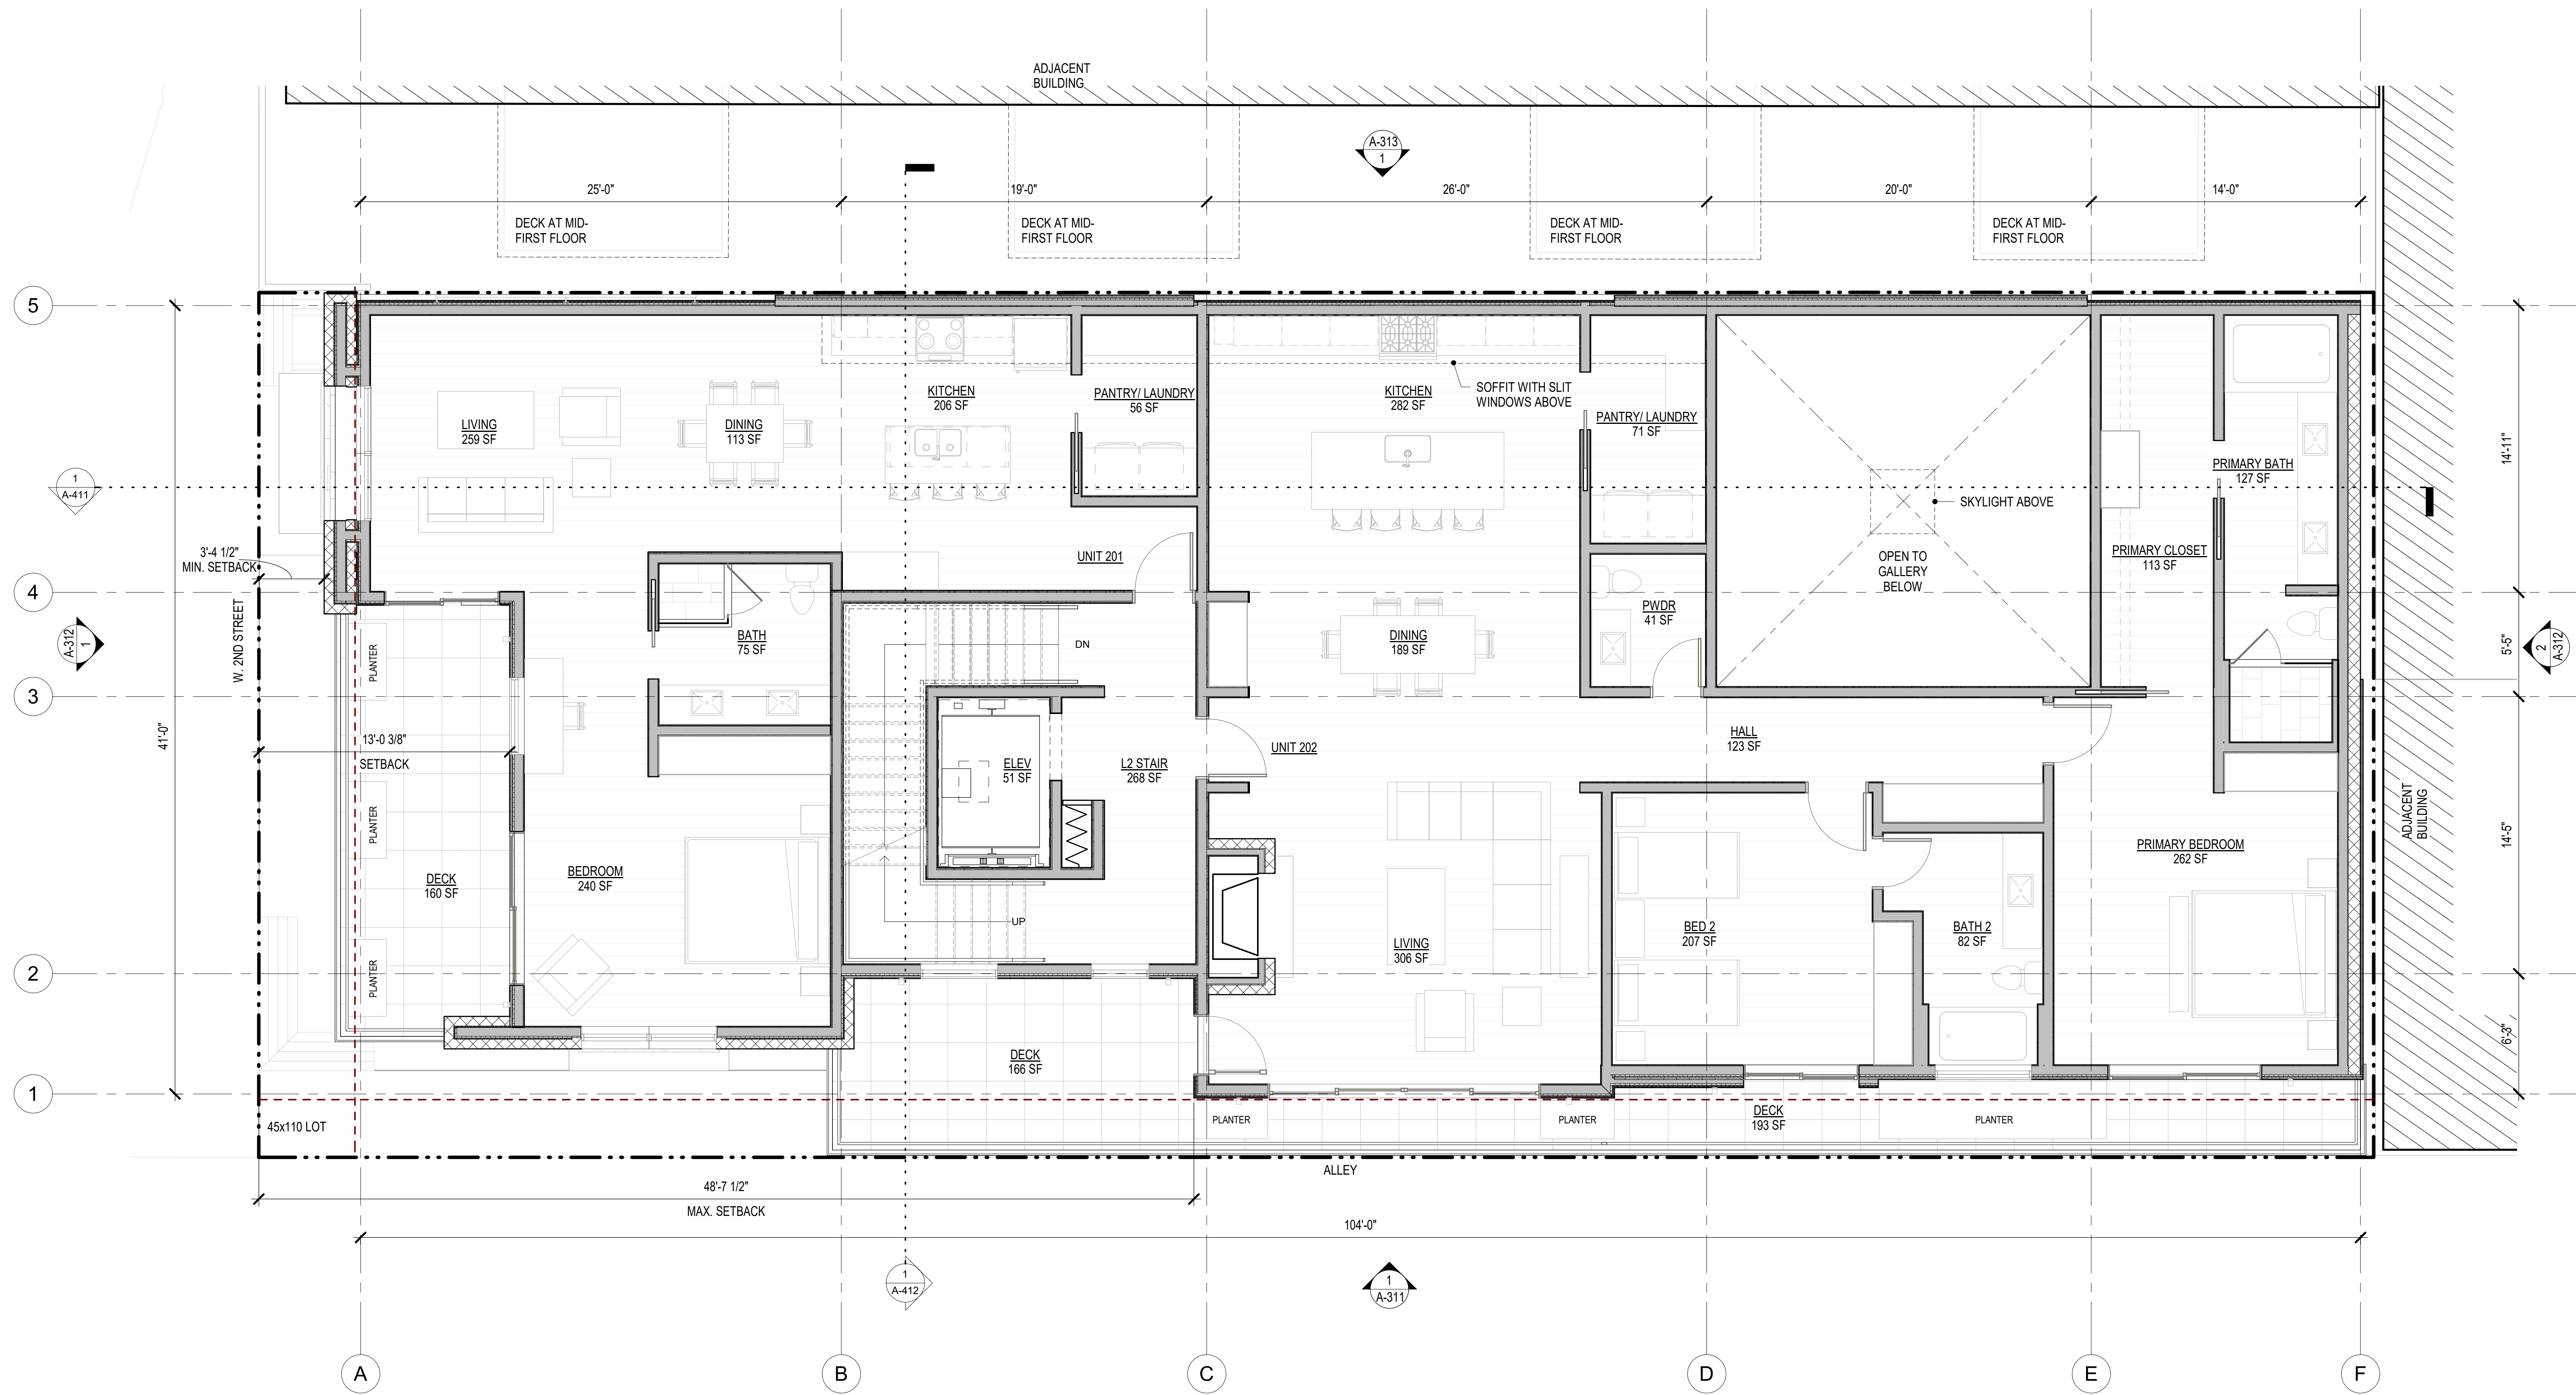 ADJACENT
BUILDING
A-313
1
25'-0"
19'-0"
26'-0"
20'-0"
14'-0"
DECK AT MID-
FIRST FLOOR
DECK AT MID-
FIRST FLOOR
DECK AT MID-
FIRST FLOOR
DECK AT MID-
FIRST FLOOR
5
KITCHEN
206 SF
PANTRY/ LAUNDRY
56 SF
KITCHEN
282 SF
SOFFIT WITH SLIT
WINDOWS ABOVE
PANTRY/ LAUNDRY
71 SF
LIVING
259 SF
DINING
113 SF
14'-11"
PRIMARY BATH
127 SF
1
A-411
SKYLIGHT ABOVE
3'-4 1/2"
MIN. SETBACK
UNIT 201
OPEN TO
GALLERY
BELOW
PRIMARY CLOSET
113 SF
4
W. 2ND STREET
A-312
1
PLANTER
BATH
75 SF
DN
DINING
189 SF
PWDR
41 SF
5'-5"
2
A-312
3
41'-0"
13'-0 3/8"
SETBACK
ELEV
51 SF
L2 STAIR
268 SF
UNIT 202
HALL
123 SF
PLANTER
ADJACENT
BUILDING
14'-5"
PRIMARY BEDROOM
262 SF
DECK
160 SF
BEDROOM
240 SF
UP
LIVING
306 SF
BED 2
207 SF
BATH 2
82 SF
2
PLANTER
6'-3"
DECK
166 SF
1
45x110 LOT
PLANTER
PLANTER
DECK
193 SF
PLANTER
ALLEY
48'-7 1/2"
MAX. SETBACK
104'-0"
1
A-412
1
A-311
A
B
C
D
E
F